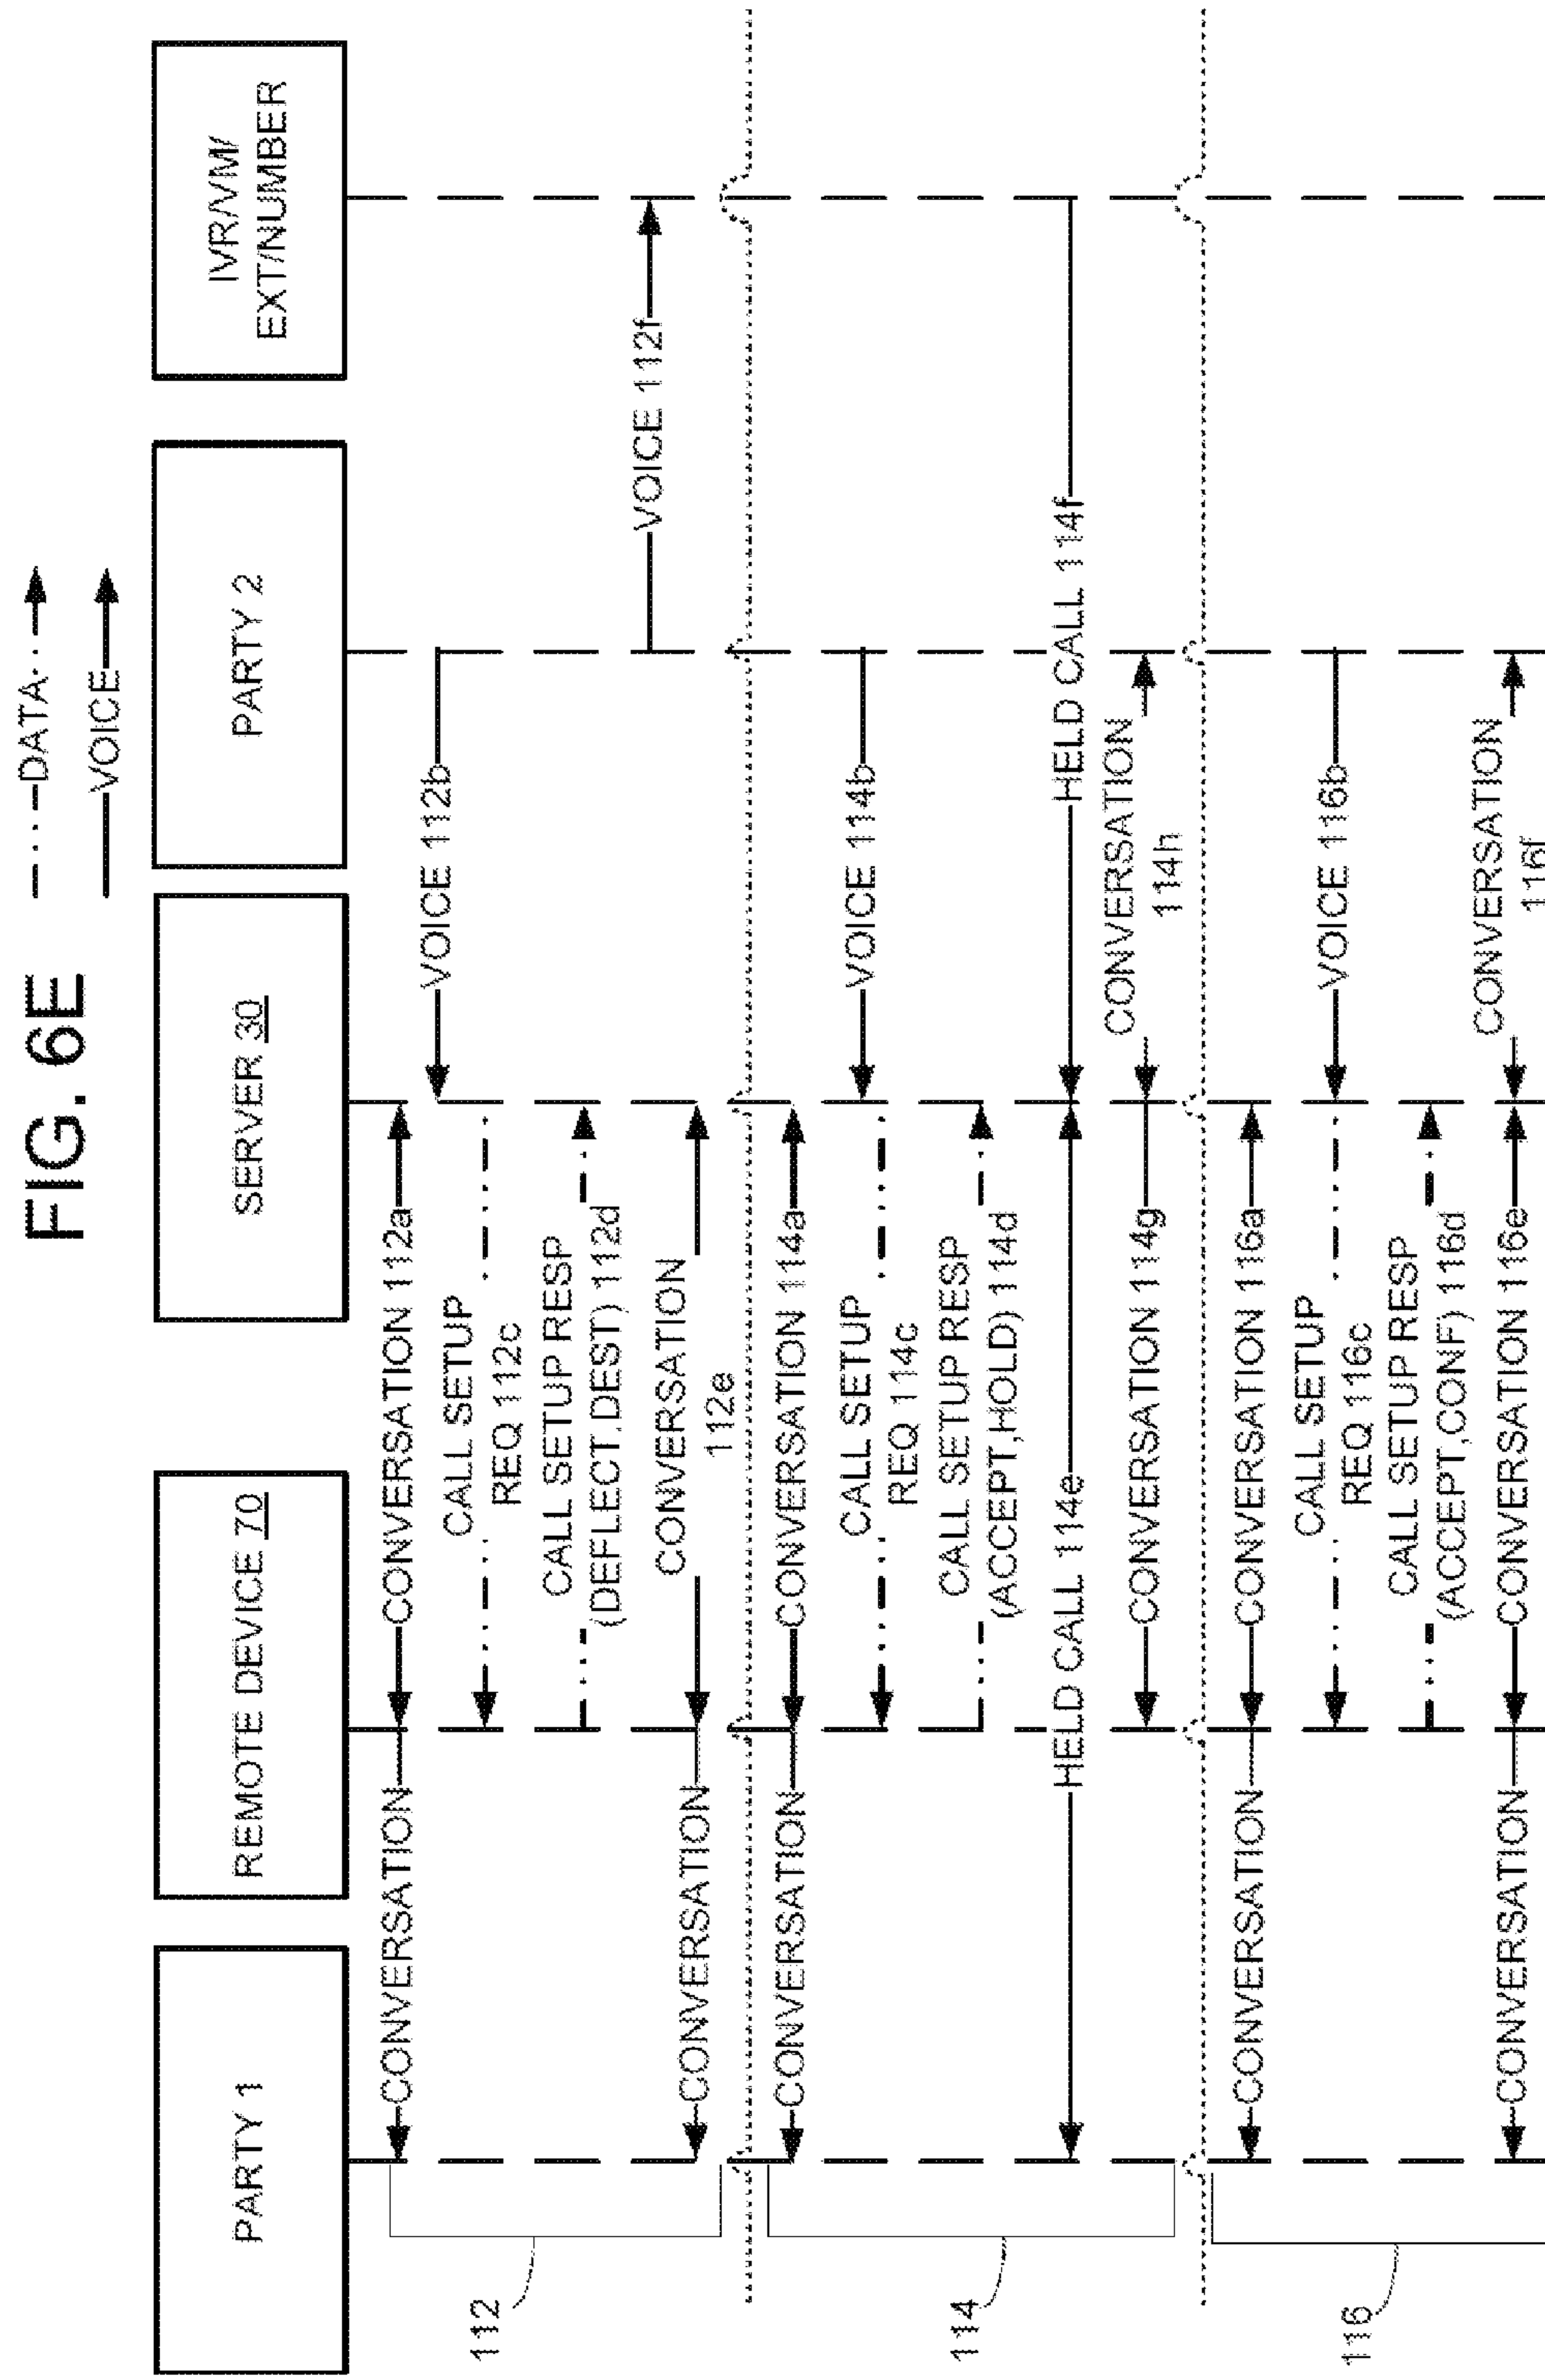 FIG. 6E
DATA
VOICE
PARTY 1
REMOTE DEVICE 70
SERVER 30
PARTY 2
IVR/VM/
EXT/NUMBER
112
CONVERSATION
CONVERSATION 112a
VOICE 112b
CALL SETUP
REQ 112c
CALL SETUP RESP
(DEFLECT,DEST) 112d
VOICE 112f
CONVERSATION
CONVERSATION
112e
114
CONVERSATION
CONVERSATION 114a
VOICE 114b
CALL SETUP
REQ 114c
CALL SETUP RESP
(ACCEPT,HOLD) 114d
HELD CALL 114e
HELD CALL 114f
CONVERSATION 114g
CONVERSATION
114h
116
CONVERSATION
CONVERSATION 116a
VOICE 116b
CALL SETUP
REQ 116c
CALL SETUP RESP
(ACCEPT,CONF) 116d
CONVERSATION
CONVERSATION 116e
CONVERSATION
116f